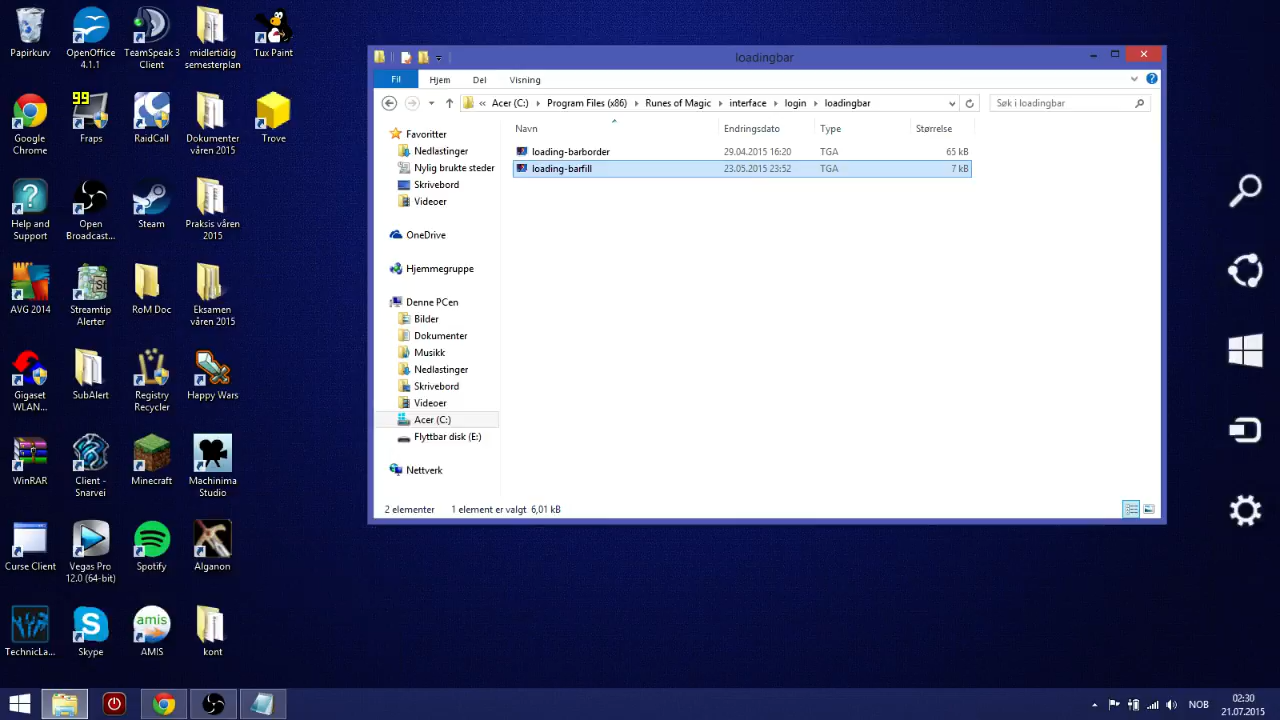 Papirkurv
OpenOffice 4.1.1
TeamSpeak 3 Client
midlertidig semesterplan
Tux Paint
Google Chrome
99
Fraps
RaidCall
Dokumenter våren 2015
Trove
Help and Support
Open Broadcast...
Steam
Praksis våren 2015
AVG 2014
Streamtip Alerter
RoM Doc
Eksamen våren 2015
Gigaset WLAN...
SubAlert
Registry Recycler
Happy Wars
WinRAR
Client - Snarvei
Minecraft
Machinima Studio
Curse Client
Vegas Pro 12.0 (64-bit)
Spotify
Alganon
TechnicLa...
Skype
amis
AMIS
kont
loadingbar
Fil Hjem Del Visning
« Acer (C:) Program Files (x86) Runes of Magic interface login loadingbar
Søk i loadingbar
Navn Endringsdato Type Størrelse
loading-barborder 29.04.2015 16:20 TGA 65 kB
loading-barfill 23.05.2015 23:52 TGA 7 kB
Favoritter
Nedlastinger
Nylig brukte steder
Skrivebord
Videoer
OneDrive
Hjemmegruppe
Denne PCen
Bilder
Dokumenter
Musikk
Nedlastinger
Skrivebord
Videoer
Acer (C:)
Flyttbar disk (E:)
Nettverk
2 elementer 1 element er valgt 6,01 kB
NOB
02:30
21.07.2015